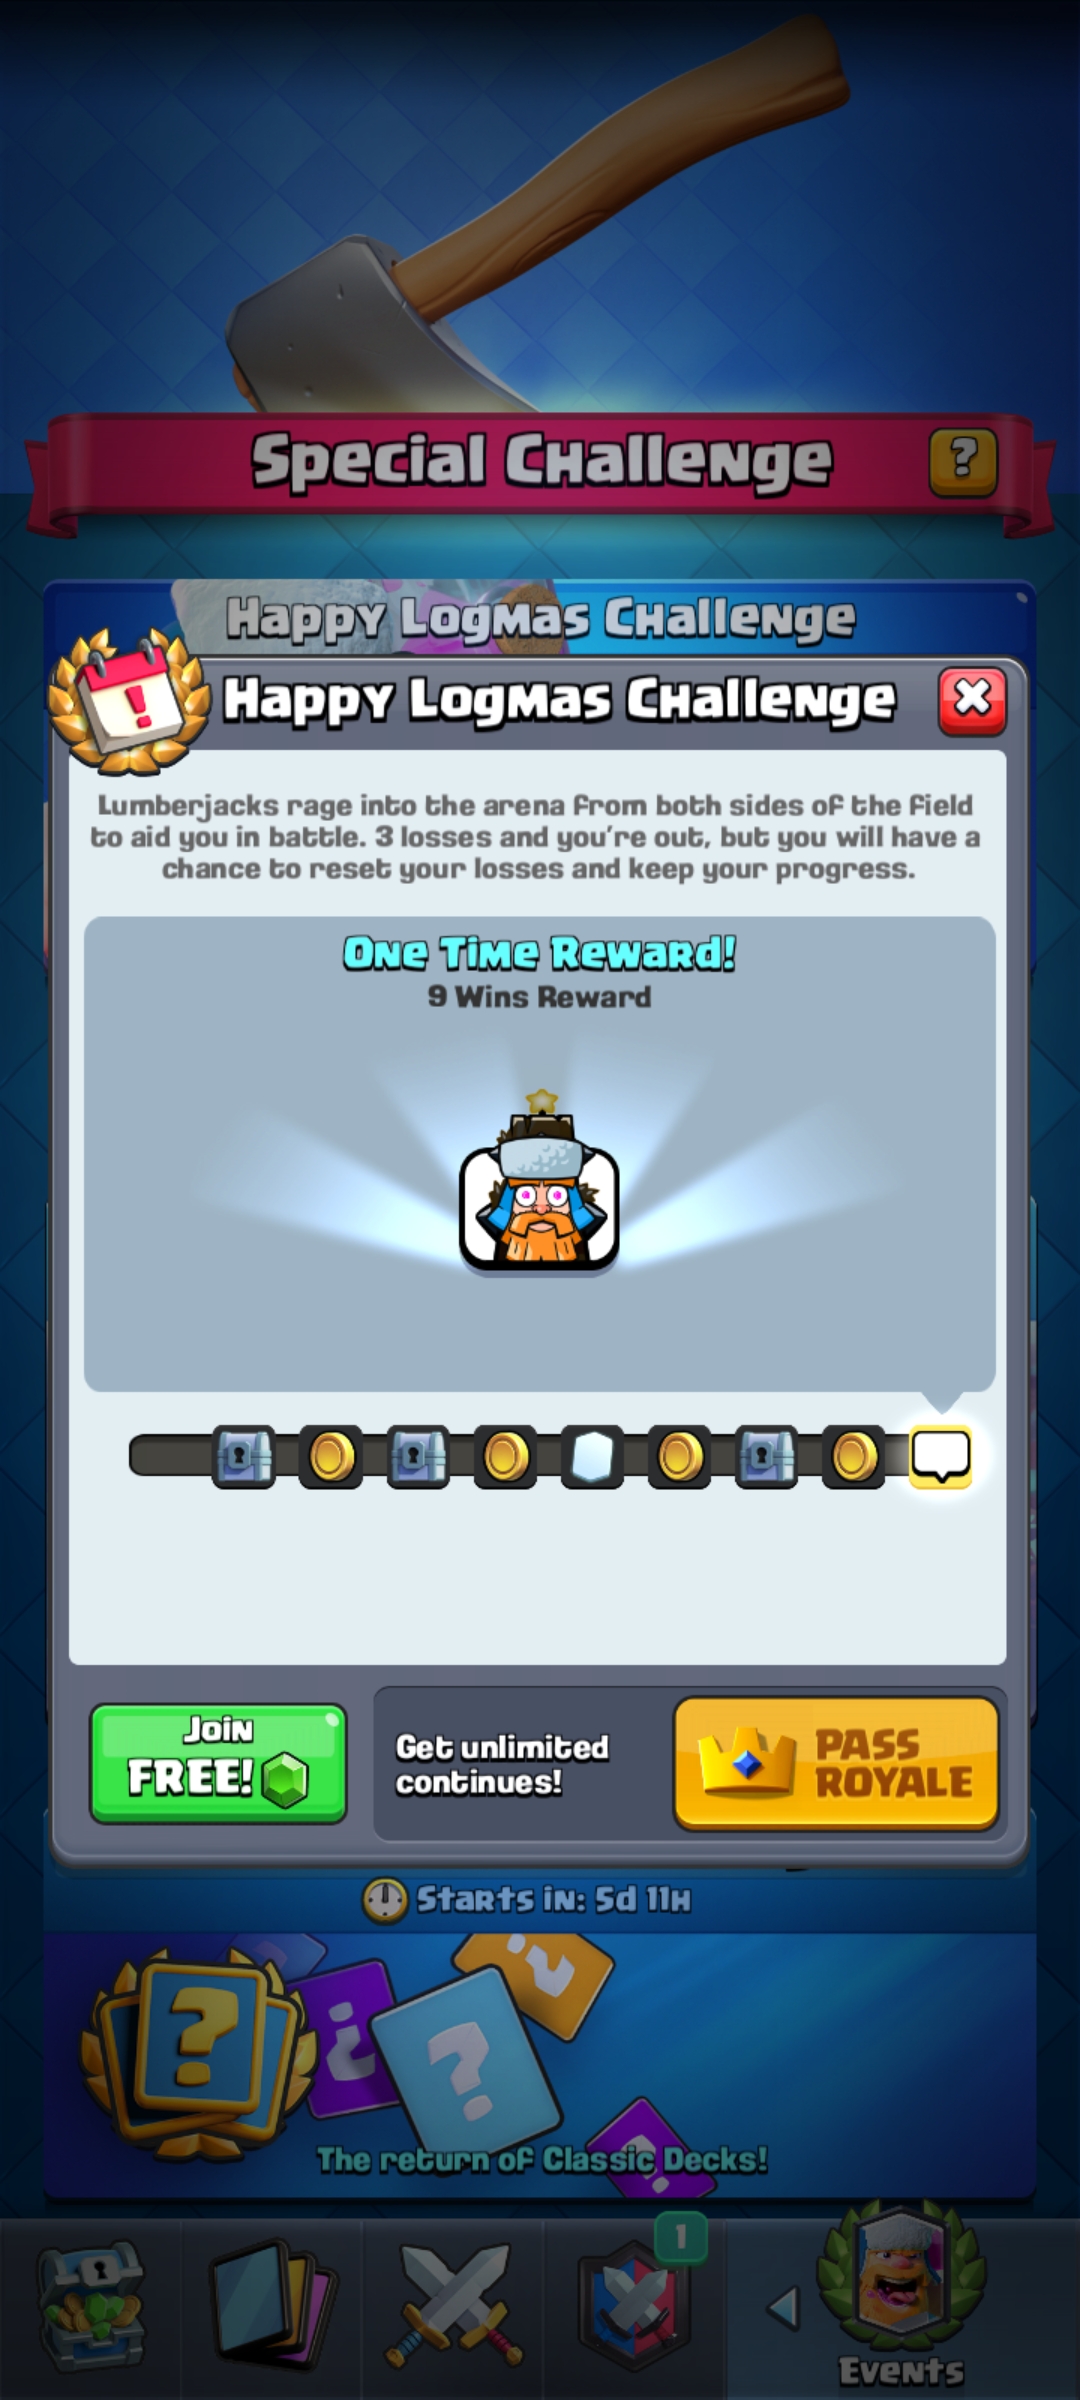 Special Challenge
?
Happy Logmas Challenge
!
Happy Logmas Challenge
Lumberjacks rage into the arena from both sides of the field
to aid you in battle. 3 losses and you're out, but you will have a
chance to reset your losses and keep your progress.
One Time Reward!
9 Wins Reward
Join
FREE!
Get unlimited
continues!
PASS
ROYALE
Starts in: 5d 11H
?
?
?
?
?
The return of Classic Decks!
1
Events